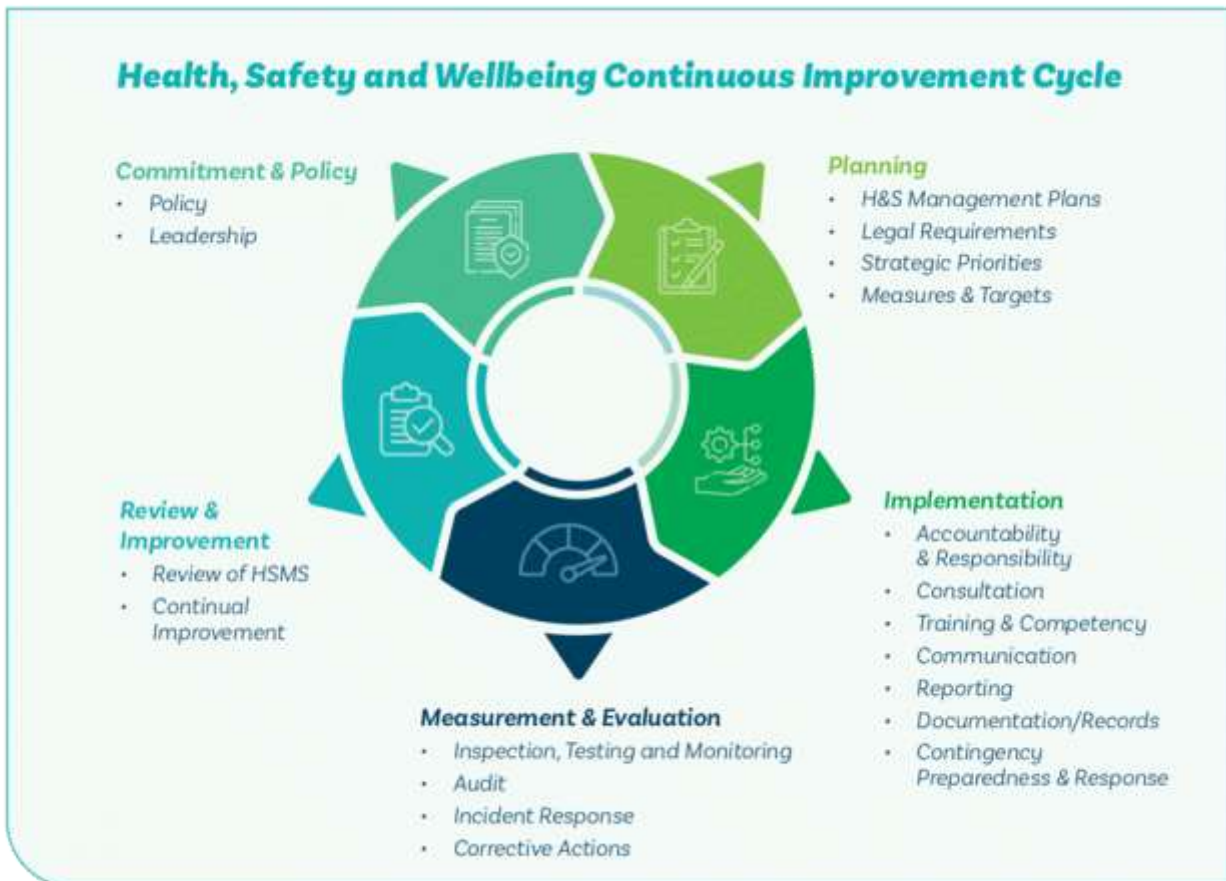 Health, Safety and Wellbeing Continuous Improvement Cycle
Commitment & Policy
• Policy
• Leadership
Planning
• H&S Management Plans
• Legal Requirements
• Strategic Priorities
• Measures & Targets
Implementation
• Accountability
& Responsibility
• Consultation
• Training & Competency
• Communication
• Reporting
• Documentation/Records
• Contingency
Preparedness & Response
Measurement & Evaluation
• Inspection, Testing and Monitoring
• Audit
• Incident Response
• Corrective Actions
Review &
Improvement
• Review of HSMS
• Continual
Improvement